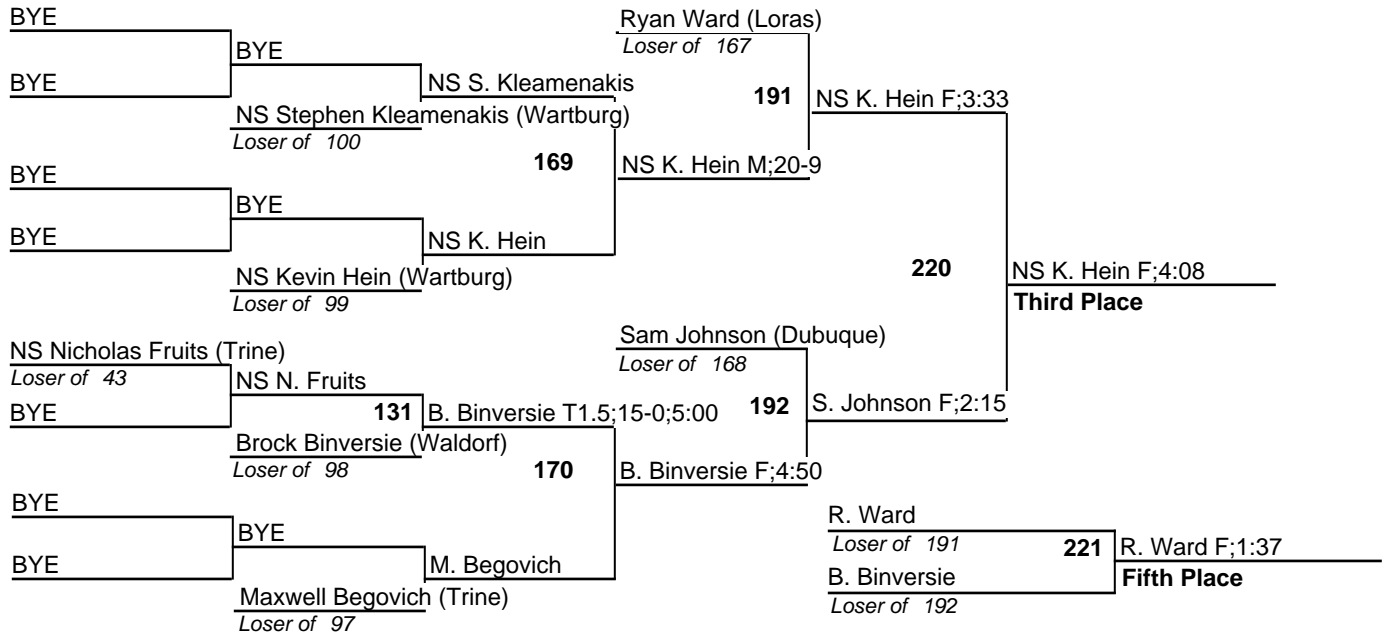 BYE
BYE
BYE
NS S. Kleamenakis
NS Stephen Kleamenakis (Wartburg)
Loser of 100
Ryan Ward (Loras)
Loser of 167
191
NS K. Hein F;3:33
169
NS K. Hein M;20-9
BYE
BYE
BYE
NS K. Hein
NS Kevin Hein (Wartburg)
Loser of 99
220
NS K. Hein F;4:08
Third Place
NS Nicholas Fruits (Trine)
Loser of 43
BYE
NS N. Fruits
131
B. Binversie T1.5;15-0;5:00
Brock Binversie (Waldorf)
Loser of 98
Sam Johnson (Dubuque)
Loser of 168
192
S. Johnson F;2:15
170
B. Binversie F;4:50
BYE
BYE
BYE
M. Begovich
Maxwell Begovich (Trine)
Loser of 97
R. Ward
Loser of 191
B. Binversie
Loser of 192
221
R. Ward F;1:37
Fifth Place